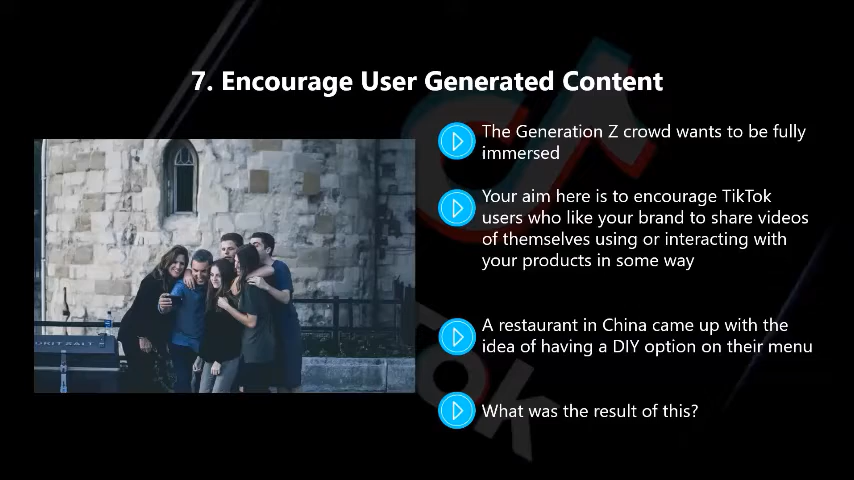 7. Encourage User Generated Content
The Generation Z crowd wants to be fully
immersed
Your aim here is to encourage TikTok
users who like your brand to share videos
of themselves using or interacting with
your products in some way
A restaurant in China came up with the
idea of having a DIY option on their menu
What was the result of this?